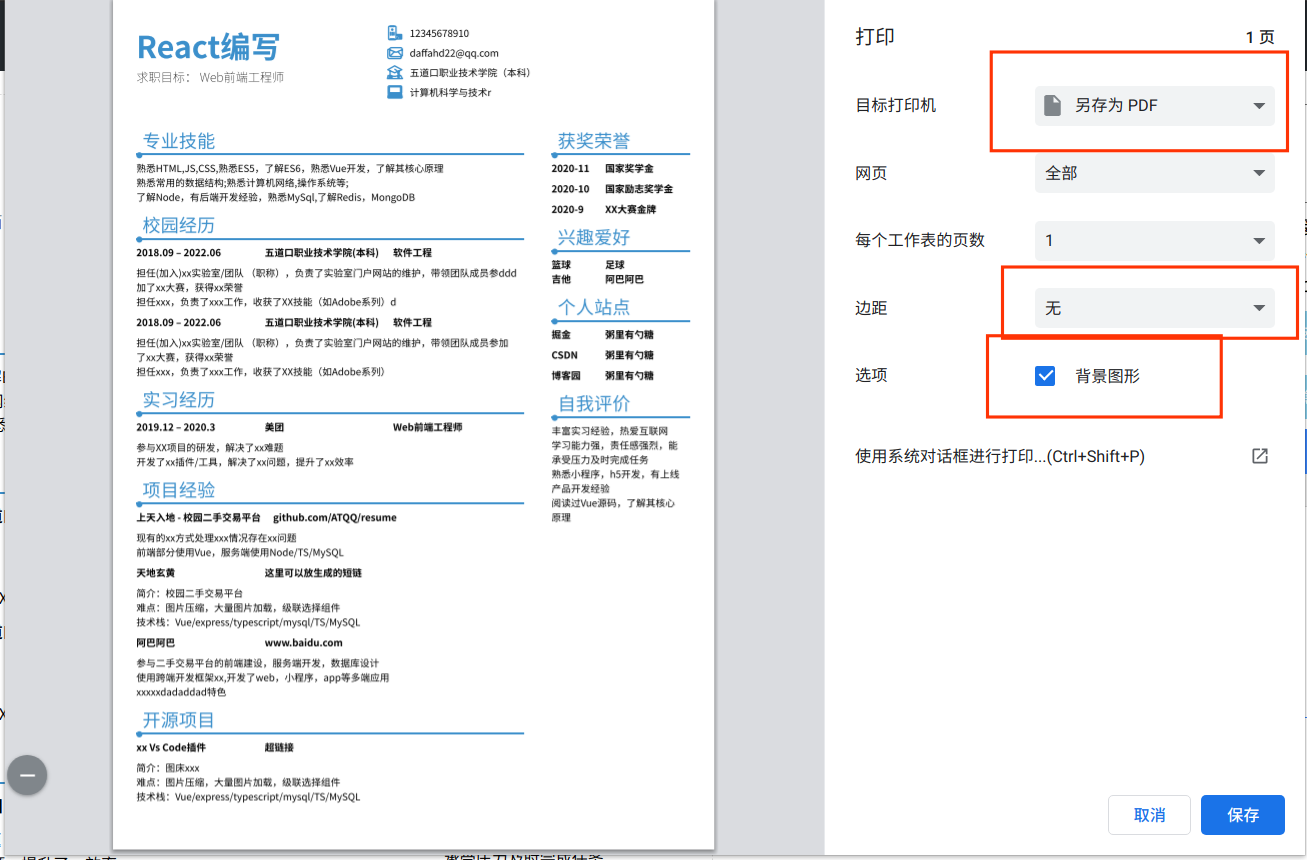 React编写
求职目标： Web前端工程师
12345678910
daffahd22@qq.com
五道口职业技术学院（本科）
计算机科学与技术r
专业技能
熟悉HTML,JS,CSS,熟悉ES5，了解ES6，熟悉Vue开发，了解其核心原理
熟悉常用的数据结构;熟悉计算机网络,操作系统等;
了解Node，有后端开发经验，熟悉MySql,了解Redis，MongoDB
校园经历
2018.09 – 2022.06 五道口职业技术学院(本科) 软件工程
担任(加入)xx实验室/团队 （职称），负责了实验室门户网站的维护，带领团队成员参ddd
加了xx大赛，获得xx荣誉
担任xxx，负责了xxx工作，收获了XX技能（如Adobe系列）d
2018.09 – 2022.06 五道口职业技术学院(本科) 软件工程
担任(加入)xx实验室/团队 （职称），负责了实验室门户网站的维护，带领团队成员参加
了xx大赛，获得xx荣誉
担任xxx，负责了xxx工作，收获了XX技能（如Adobe系列）
实习经历
2019.12 – 2020.3 美团 Web前端工程师
参与XX项目的研发，解决了xx难题
开发了xx插件/工具，解决了xx问题，提升了xx效率
项目经验
上天入地 - 校园二手交易平台 github.com/ATQQ/resume
现有的xx方式处理xxx情况存在xx问题
前端部分使用Vue，服务端使用Node/TS/MySQL
天地玄黄 这里可以放生成的短链
简介：校园二手交易平台
难点：图片压缩，大量图片加载，级联选择组件
技术栈：Vue/express/typescript/mysql/TS/MySQL
阿巴阿巴 www.baidu.com
参与二手交易平台的前端建设，服务端开发，数据库设计
使用跨端开发框架xx,开发了web，小程序，app等多端应用
xxxxxdadaddad特色
开源项目
xx Vs Code插件 超链接
简介：图床xxx
难点：图片压缩，大量图片加载，级联选择组件
技术栈：Vue/express/typescript/mysql/TS/MySQL
获奖荣誉
2020-11 国家奖学金
2020-10 国家励志奖学金
2020-9 XX大赛金牌
兴趣爱好
篮球 足球
吉他 阿巴阿巴
个人站点
掘金 粥里有勺糖
CSDN 粥里有勺糖
博客园 粥里有勺糖
自我评价
丰富实习经验，热爱互联网
学习能力强，责任感强烈，能
承受压力及时完成任务
熟悉小程序，h5开发，有上线
产品开发经验
阅读过Vue源码，了解其核心
原理
打印 1 页
目标打印机 另存为 PDF
网页 全部
每个工作表的页数 1
边距 无
选项 背景图形
使用系统对话框进行打印...(Ctrl+Shift+P)
取消 保存